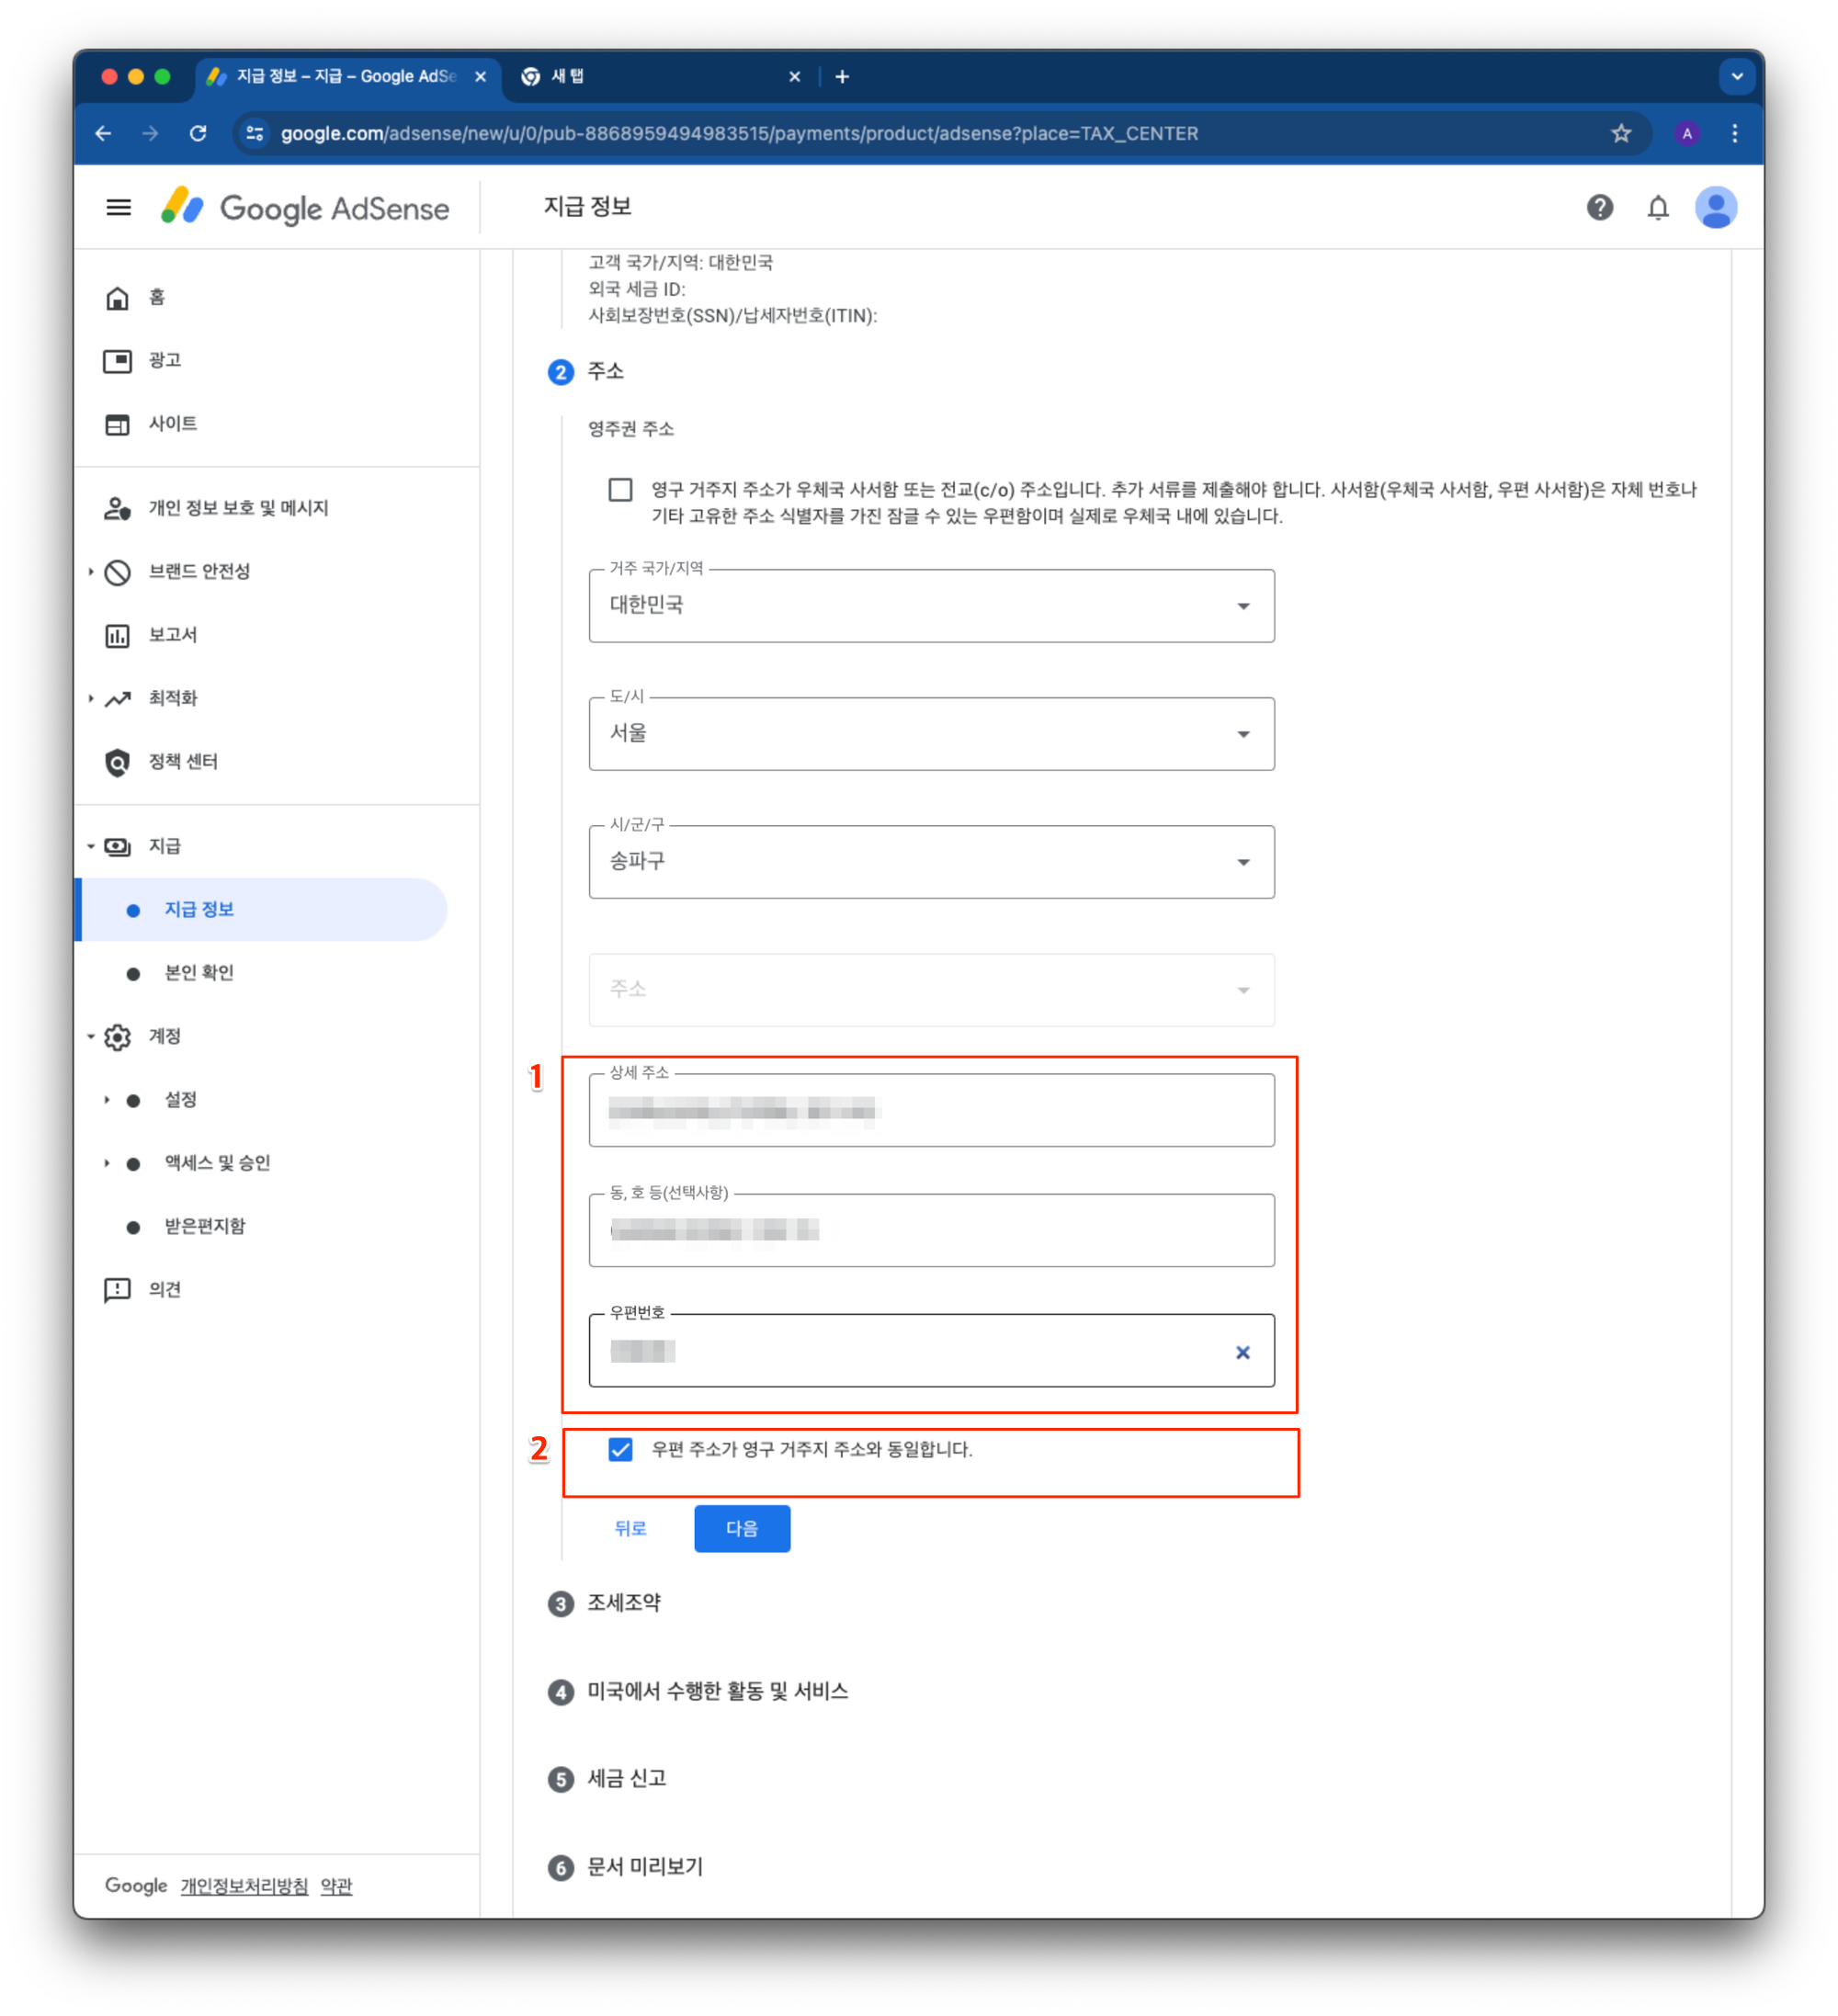 지급 정보 – 지급 – Google AdSe
새 탭
google.com/adsense/new/u/0/pub-8868959494983515/payments/product/adsense?place=TAX_CENTER
A
Google AdSense
지급 정보
홈
광고
사이트
개인 정보 보호 및 메시지
브랜드 안전성
보고서
최적화
정책 센터
지급
지급 정보
본인 확인
계정
설정
액세스 및 승인
받은편지함
의견
Google 개인정보처리방침 약관
고객 국가/지역: 대한민국
외국 세금 ID:
사회보장번호(SSN)/납세자번호(ITIN):
2 주소
영주권 주소
영구 거주지 주소가 우체국 사서함 또는 전교(c/o) 주소입니다. 추가 서류를 제출해야 합니다. 사서함(우체국 사서함, 우편 사서함)은 자체 번호나
기타 고유한 주소 식별자를 가진 잠글 수 있는 우편함이며 실제로 우체국 내에 있습니다.
거주 국가/지역
대한민국
도/시
서울
시/군/구
송파구
주소
1
상세 주소
동, 호 등(선택사항)
우편번호
2
우편 주소가 영구 거주지 주소와 동일합니다.
뒤로
다음
3 조세조약
4 미국에서 수행한 활동 및 서비스
5 세금 신고
6 문서 미리보기